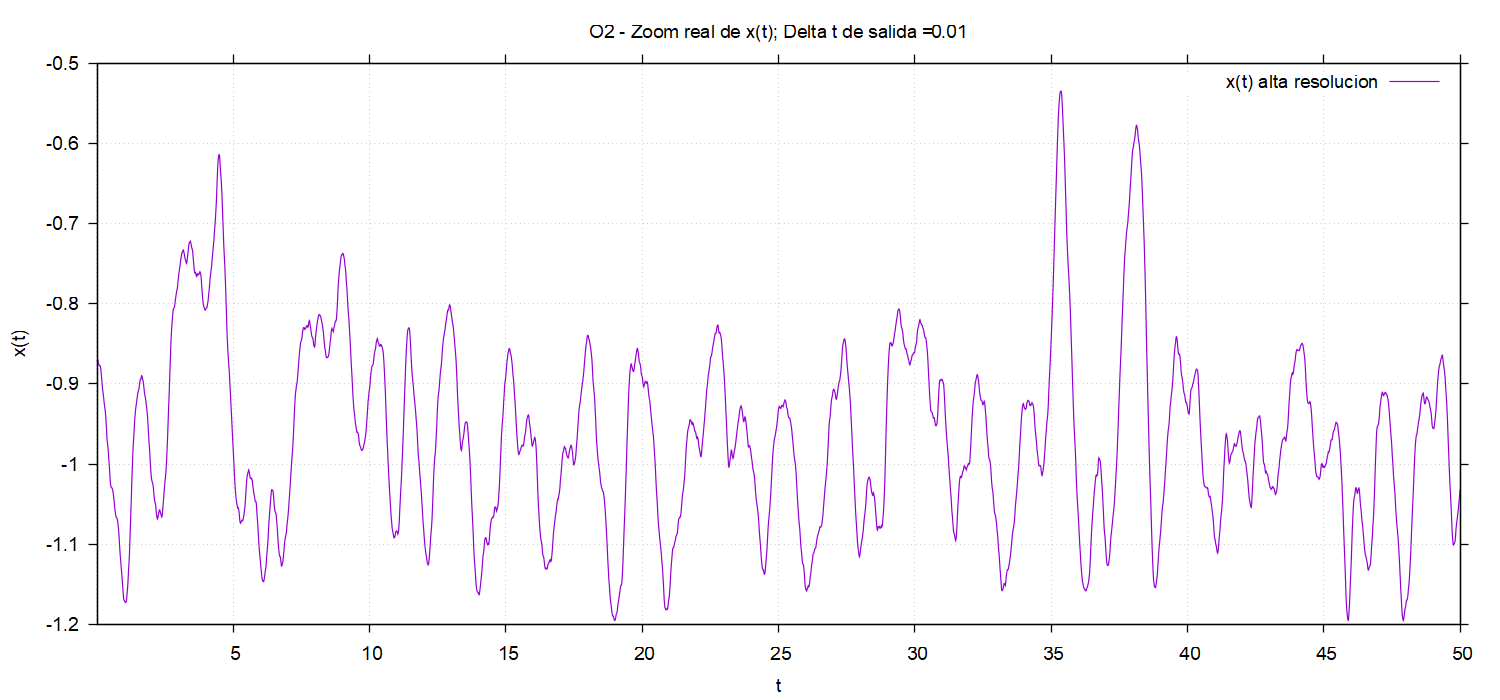 O2 - Zoom real de x(t); Delta t de salida =0.01
x(t) alta resolucion
-0.5
-0.6
-0.7
-0.8
-0.9
-1
-1.1
-1.2
x(t)
5 10 15 20 25 30 35 40 45 50
t